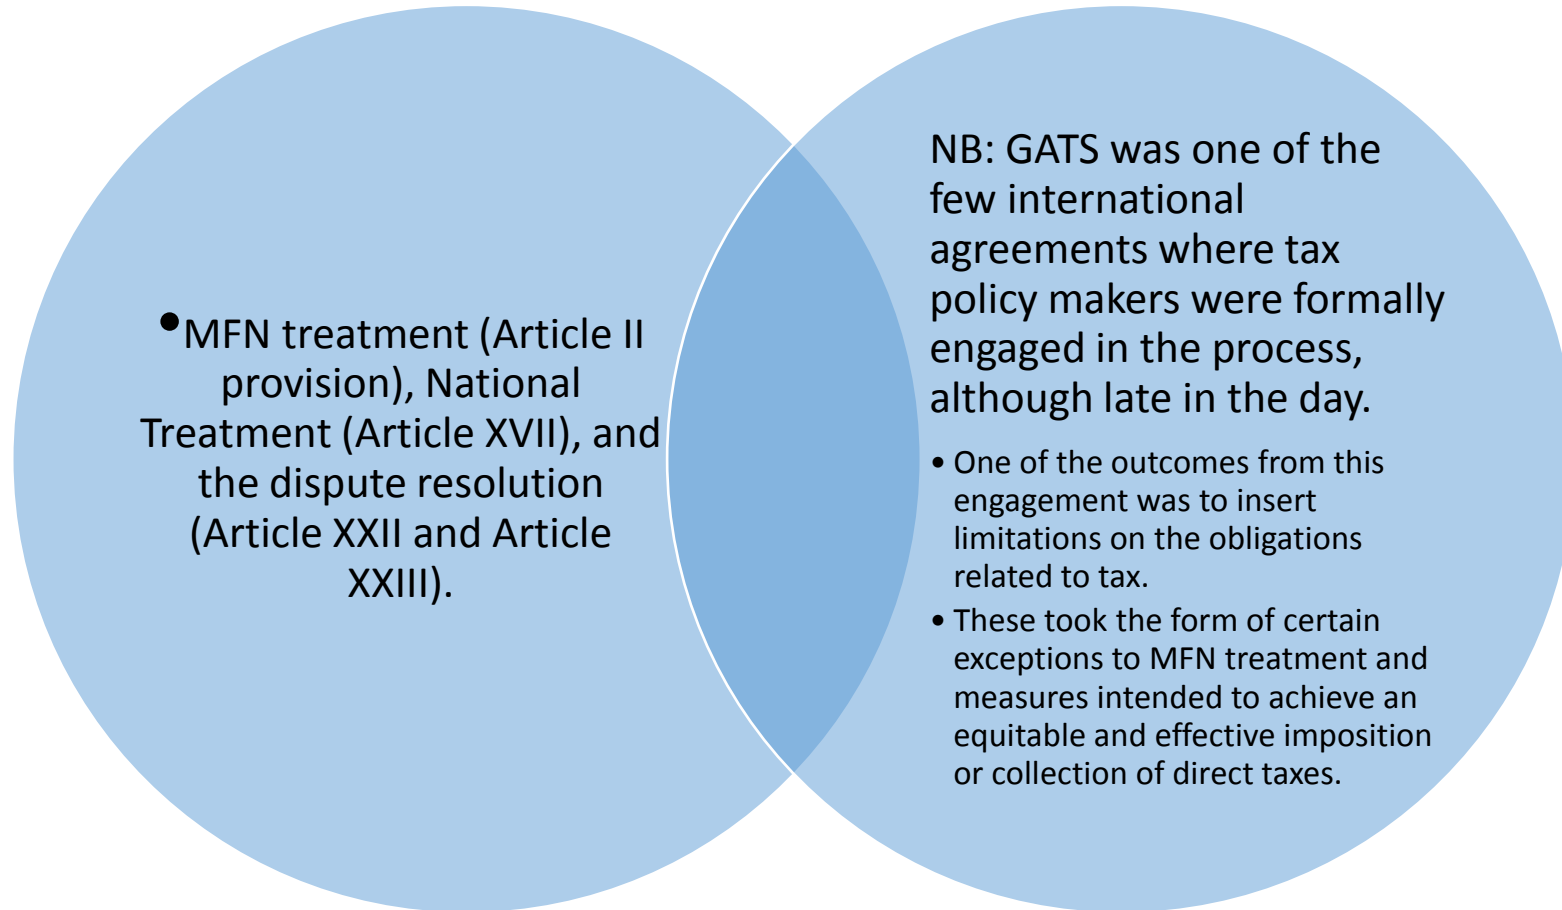 •MFN treatment (Article II
provision), National
Treatment (Article XVII), and
the dispute resolution
(Article XXII and Article
XXIII).
NB: GATS was one of the
few international
agreements where tax
policy makers were formally
engaged in the process,
although late in the day.
• One of the outcomes from this
engagement was to insert
limitations on the obligations
related to tax.
• These took the form of certain
exceptions to MFN treatment and
measures intended to achieve an
equitable and effective imposition
or collection of direct taxes.